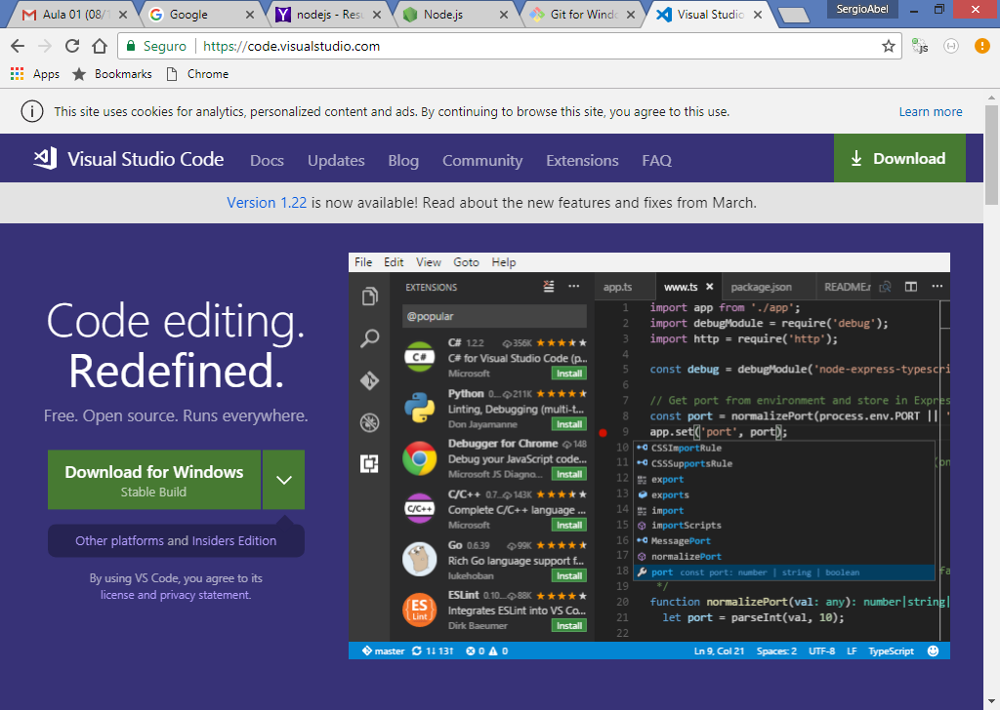 Aula 01 (08/
Google
nodejs - Resu
Node.js
Git for Windo
Visual Studio
SergioAbel
Seguro https://code.visualstudio.com
JS
Apps Bookmarks Chrome
This site uses cookies for analytics, personalized content and ads. By continuing to browse this site, you agree to this use. Learn more
Visual Studio Code Docs Updates Blog Community Extensions FAQ Download
Version 1.22 is now available! Read about the new features and fixes from March.
Code editing.
Redefined.
Free. Open source. Runs everywhere.
Download for Windows
Stable Build
Other platforms and Insiders Edition
By using VS Code, you agree to its
license and privacy statement.
File Edit View Goto Help
EXTENSIONS ···
@popular
C# 1.2.2 356K
C#
C# for Visual Studio Code (p...
Microsoft Install
Python 0.... 211K
Linting, Debugging (multi-t...
Don Jayamanne Install
Debugger for Chrome 148
Debug your JavaScript code...
Microsoft JS Diagno... Install
C/C++ 0.7... 143K
C/C++
Complete C/C++ language ...
Microsoft Install
Go 0.6.39 99K
Rich Go language support f...
lukehoban Install
ESLint 0.10... 88K
ES
Lint
Integrates ESLint into VS Co...
Dirk Baeumer Install
app.ts www.ts package.json README.r ···
1 import app from './app';
2 import debugModule = require('debug');
3 import http = require('http');
4
5 const debug = debugModule('node-express-typescri
6
7 // Get port from environment and store in Expres
8 const port = normalizePort(process.env.PORT || '
9 app.set('port', port);
10 CSSImportRule
11 CSSSupportsRule (on
12 export
13 exports
14 import
15 importScripts
16 MessagePort
17 normalizePort
18 port const port: number | string | boolean fa
19 */
20 function normalizePort(val: any): number|string|
21 let port = parseInt(val, 10);
22
master 1↓ 13↑ 0 0 Ln 9, Col 21 Spaces: 2 UTF-8 LF TypeScript